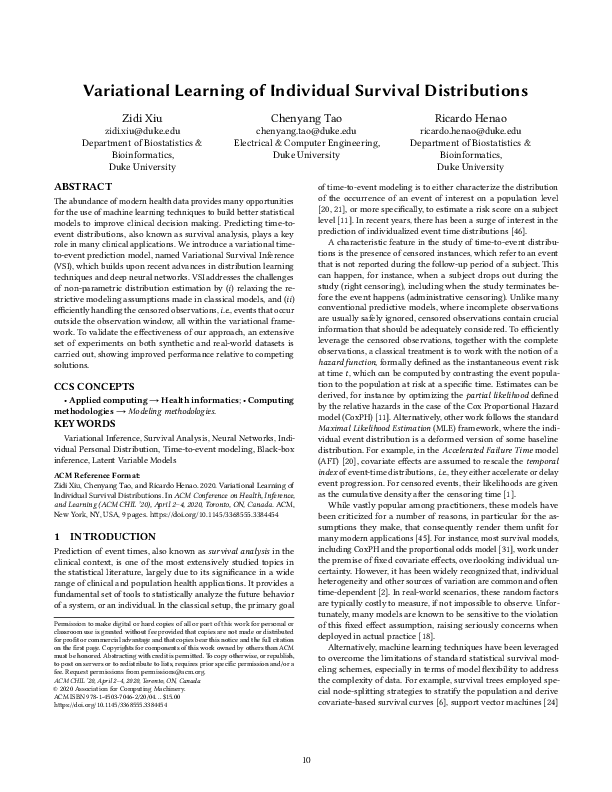 Variational Learning of Individual Survival Distributions
Zidi Xiu
zidi.xiu@duke.edu
Department of Biostatistics &
Bioinformatics,
Duke University
Chenyang Tao
chenyang.tao@duke.edu
Electrical & Computer Engineering,
Duke University
Ricardo Henao
ricardo.henao@duke.edu
Department of Biostatistics &
Bioinformatics,
Duke University
ABSTRACT
The abundance of modern health data provides many opportunities
for the use of machine learning techniques to build better statistical
models to improve clinical decision making. Predicting time-to-
event distributions, also known as survival analysis, plays a key
role in many clinical applications. We introduce a variational time-
to-event prediction model, named Variational Survival Inference
(VSI), which builds upon recent advances in distribution learning
techniques and deep neural networks. VSI addresses the challenges
of non-parametric distribution estimation by (i) relaxing the re-
strictive modeling assumptions made in classical models, and (ii)
efficiently handling the censored observations, i.e., events that occur
outside the observation window, all within the variational frame-
work. To validate the effectiveness of our approach, an extensive
set of experiments on both synthetic and real-world datasets is
carried out, showing improved performance relative to competing
solutions.
CCS CONCEPTS
• Applied computing → Health informatics; • Computing
methodologies → Modeling methodologies.
KEYWORDS
Variational Inference, Survival Analysis, Neural Networks, Indi-
vidual Personal Distribution, Time-to-event modeling, Black-box
inference, Latent Variable Models
ACM Reference Format:
Zidi Xiu, Chenyang Tao, and Ricardo Henao. 2020. Variational Learning of
Individual Survival Distributions. In ACM Conference on Health, Inference,
and Learning (ACM CHIL '20), April 2–4, 2020, Toronto, ON, Canada. ACM,
New York, NY, USA, 9 pages. https://doi.org/10.1145/3368555.3384454
1 INTRODUCTION
Prediction of event times, also known as survival analysis in the
clinical context, is one of the most extensively studied topics in
the statistical literature, largely due to its significance in a wide
range of clinical and population health applications. It provides a
fundamental set of tools to statistically analyze the future behavior
of a system, or an individual. In the classical setup, the primary goal
Permission to make digital or hard copies of all or part of this work for personal or
classroom use is granted without fee provided that copies are not made or distributed
for profit or commercial advantage and that copies bear this notice and the full citation
on the first page. Copyrights for components of this work owned by others than ACM
must be honored. Abstracting with credit is permitted. To copy otherwise, or republish,
to post on servers or to redistribute to lists, requires prior specific permission and/or a
fee. Request permissions from permissions@acm.org.
ACM CHIL '20, April 2–4, 2020, Toronto, ON, Canada
© 2020 Association for Computing Machinery.
ACM ISBN 978-1-4503-7046-2/20/04...$15.00
https://doi.org/10.1145/3368555.3384454
of time-to-event modeling is to either characterize the distribution
of the occurrence of an event of interest on a population level
[20, 21], or more specifically, to estimate a risk score on a subject
level [11]. In recent years, there has been a surge of interest in the
prediction of individualized event time distributions [46].
A characteristic feature in the study of time-to-event distribu-
tions is the presence of censored instances, which refer to an event
that is not reported during the follow-up period of a subject. This
can happen, for instance, when a subject drops out during the
study (right censoring), including when the study terminates be-
fore the event happens (administrative censoring). Unlike many
conventional predictive models, where incomplete observations
are usually safely ignored, censored observations contain crucial
information that should be adequately considered. To efficiently
leverage the censored observations, together with the complete
observations, a classical treatment is to work with the notion of a
hazard function, formally defined as the instantaneous event risk
at time t, which can be computed by contrasting the event popula-
tion to the population at risk at a specific time. Estimates can be
derived, for instance by optimizing the partial likelihood defined
by the relative hazards in the case of the Cox Proportional Hazard
model (CoxPH) [11]. Alternatively, other work follows the standard
Maximal Likelihood Estimation (MLE) framework, where the indi-
vidual event distribution is a deformed version of some baseline
distribution. For example, in the Accelerated Failure Time model
(AFT) [20], covariate effects are assumed to rescale the temporal
index of event-time distributions, i.e., they either accelerate or delay
event progression. For censored events, their likelihoods are given
as the cumulative density after the censoring time [1].
While vastly popular among practitioners, these models have
been criticized for a number of reasons, in particular for the as-
sumptions they make, that consequently render them unfit for
many modern applications [45]. For instance, most survival models,
including CoxPH and the proportional odds model [31], work under
the premise of fixed covariate effects, overlooking individual un-
certainty. However, it has been widely recognized that, individual
heterogeneity and other sources of variation are common and often
time-dependent [2]. In real-world scenarios, these random factors
are typically costly to measure, if not impossible to observe. Unfor-
tunately, many models are known to be sensitive to the violation
of this fixed effect assumption, raising seriously concerns when
deployed in actual practice [18].
Alternatively, machine learning techniques have been leveraged
to overcome the limitations of standard statistical survival mod-
eling schemes, especially in terms of model flexibility to address
the complexity of data. For example, survival trees employed spe-
cial node-splitting strategies to stratify the population and derive
covariate-based survival curves [6], support vector machines [24]
10